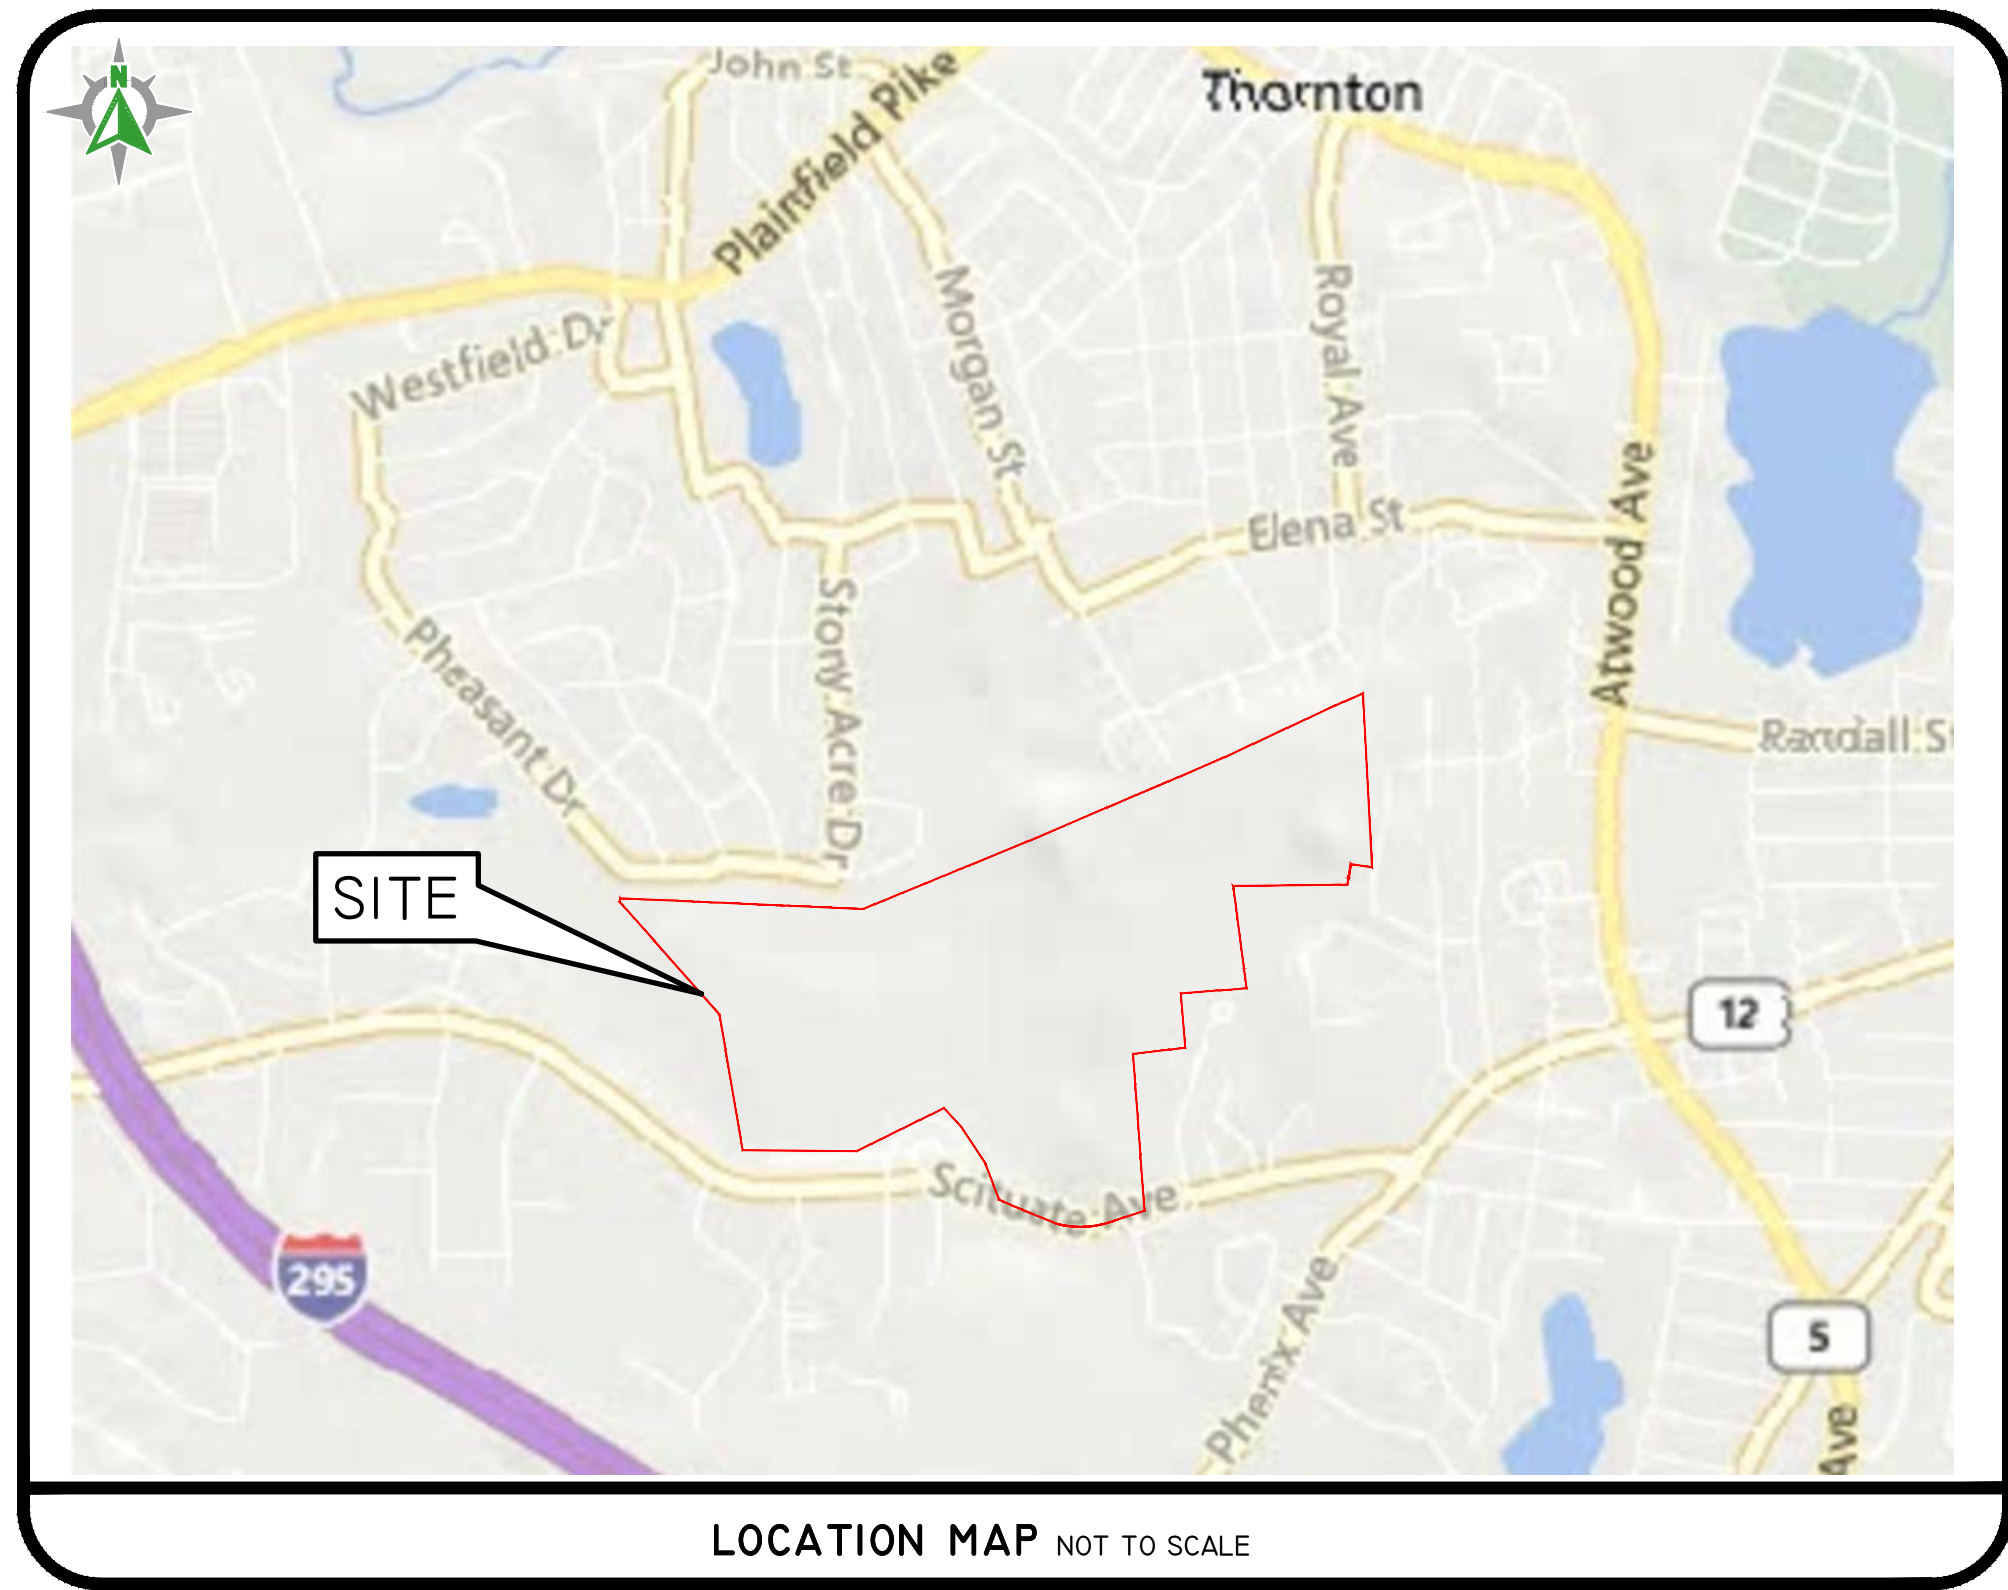 N
John St
Plainfield Pike
Thornton
Westfield Dr
Morgan St
Royal Ave
Elena St
Atwood Ave
Stony Acre Dr
Pheasant Dr
Randall St
SITE
12
Scituate Ave
295
Phenix Ave
5
Ave
LOCATION MAP NOT TO SCALE